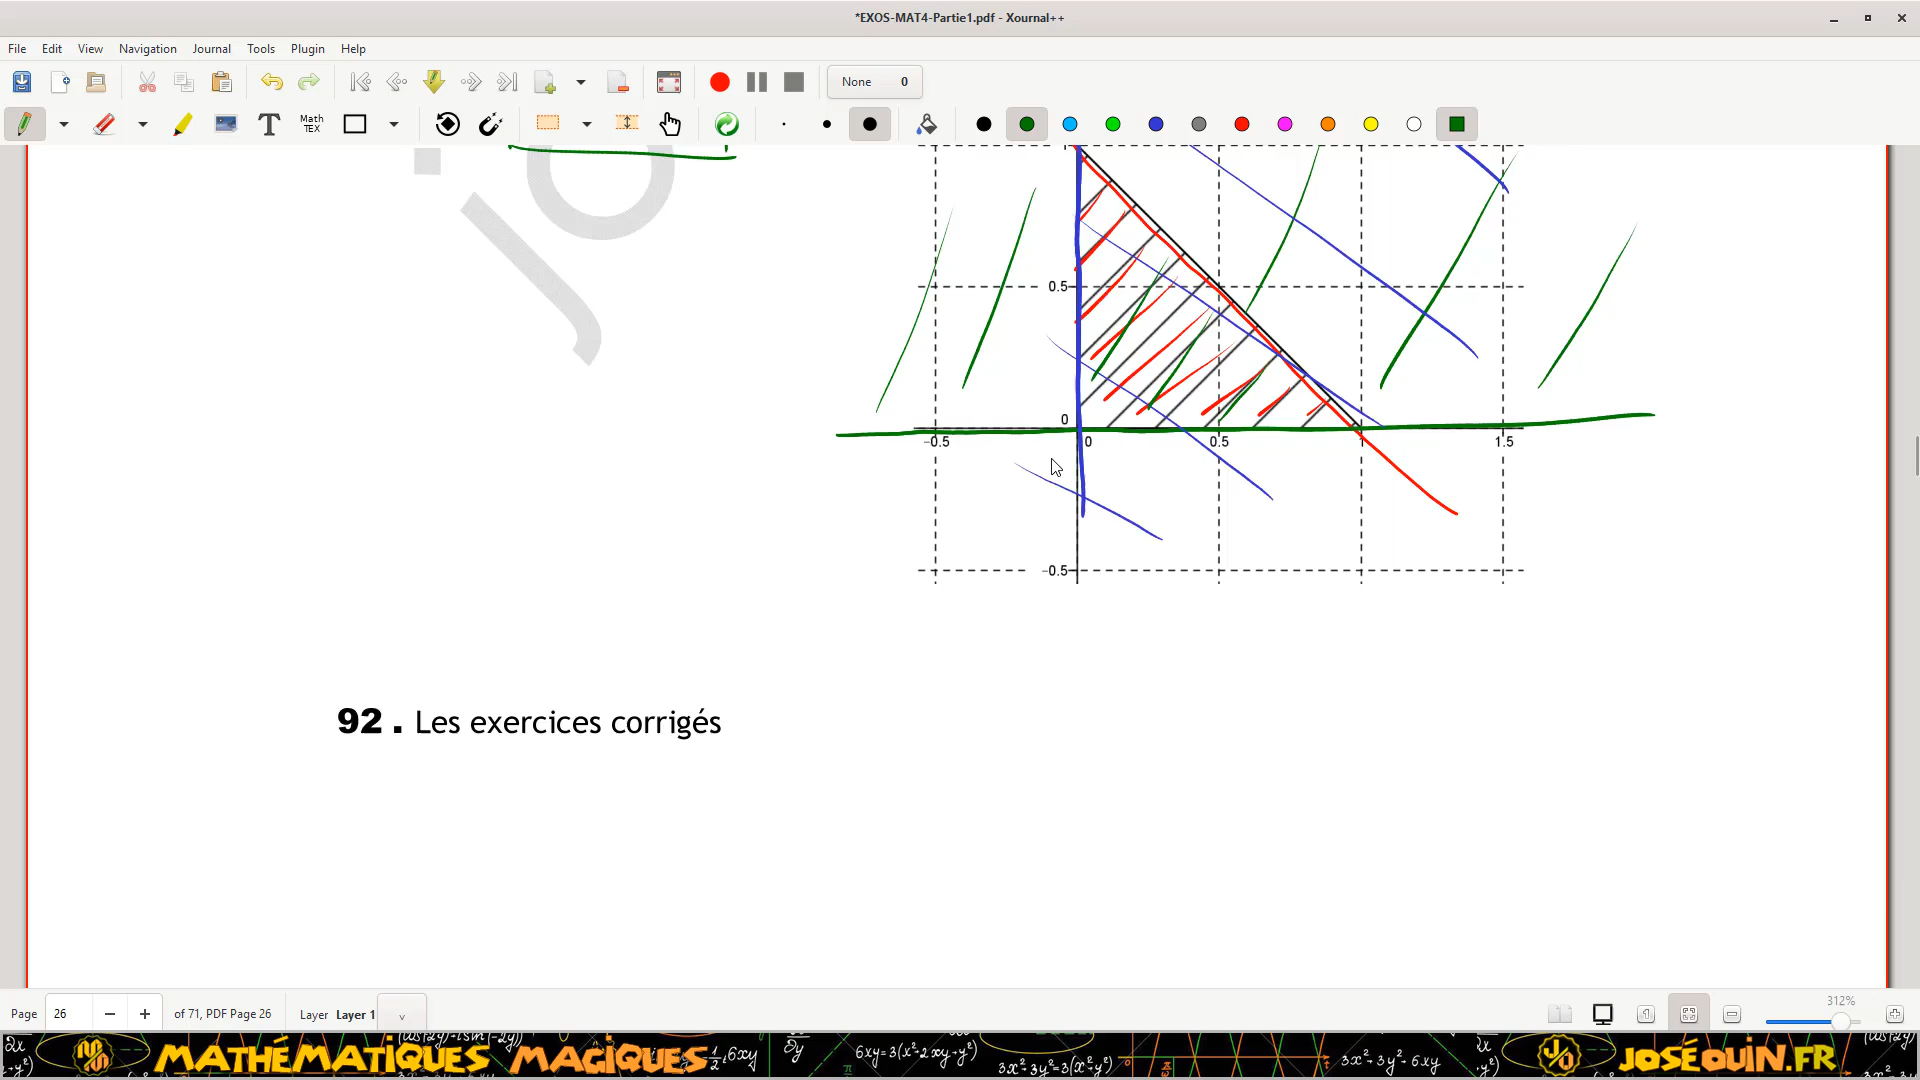 *EXOS-MAT4-Partie1.pdf - Xournal++
File Edit View Navigation Journal Tools Plugin Help
None 0
T Math TEX
0.5
0
−0.5 0 0.5 1 1.5
−0.5
92 . Les exercices corrigés
Page 26 of 71, PDF Page 26 Layer Layer 1
312%
MATHÉMATIQUES MAGIQUES
6xy=3(x²+2xy+y²)
3x²+3y²+6xy
JOSÉOUIN.FR